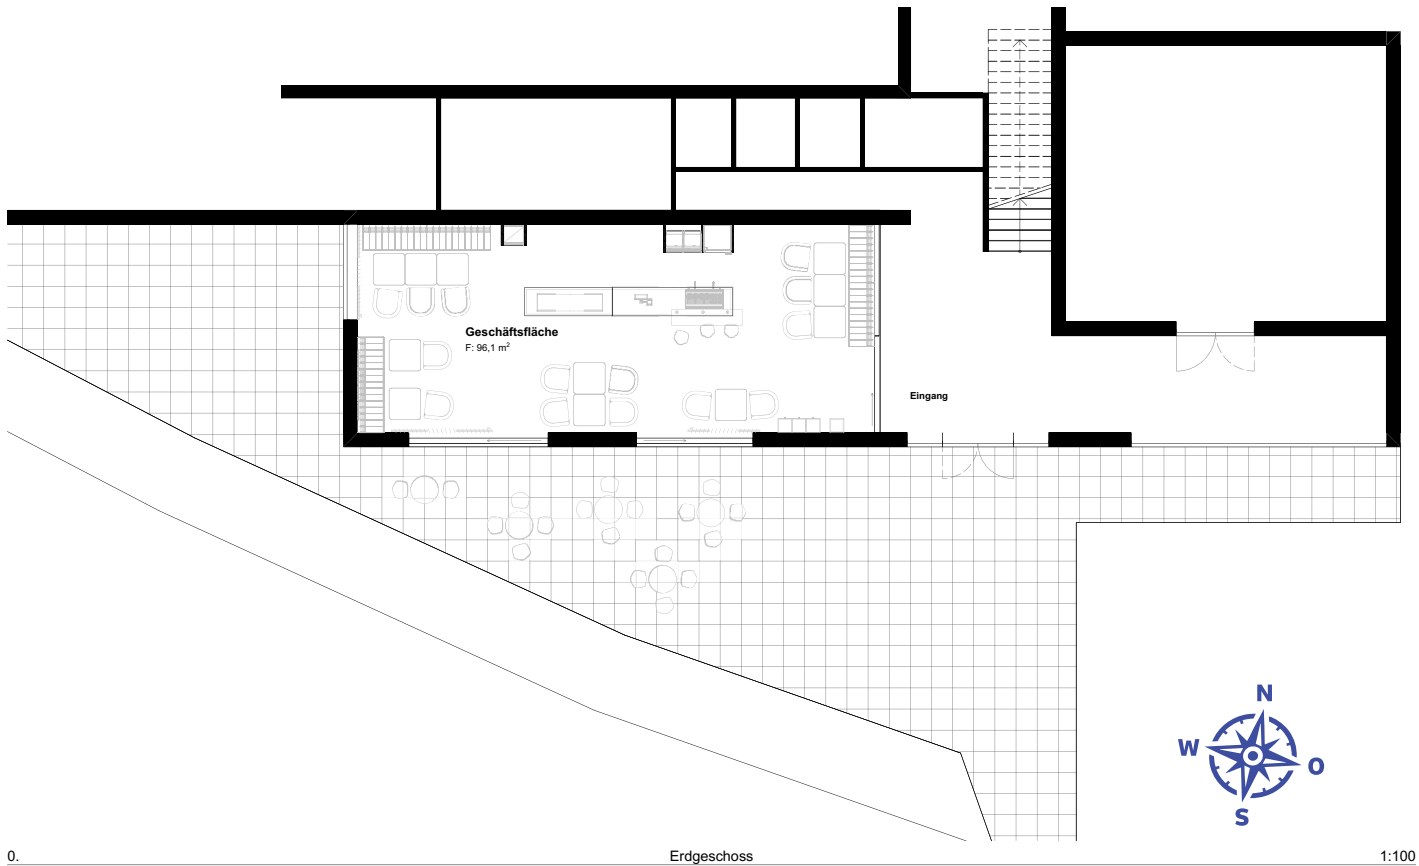 Geschäftsfläche
F: 96,1 m²
Eingang
N
W
O
S
0.
Erdgeschoss
1:100